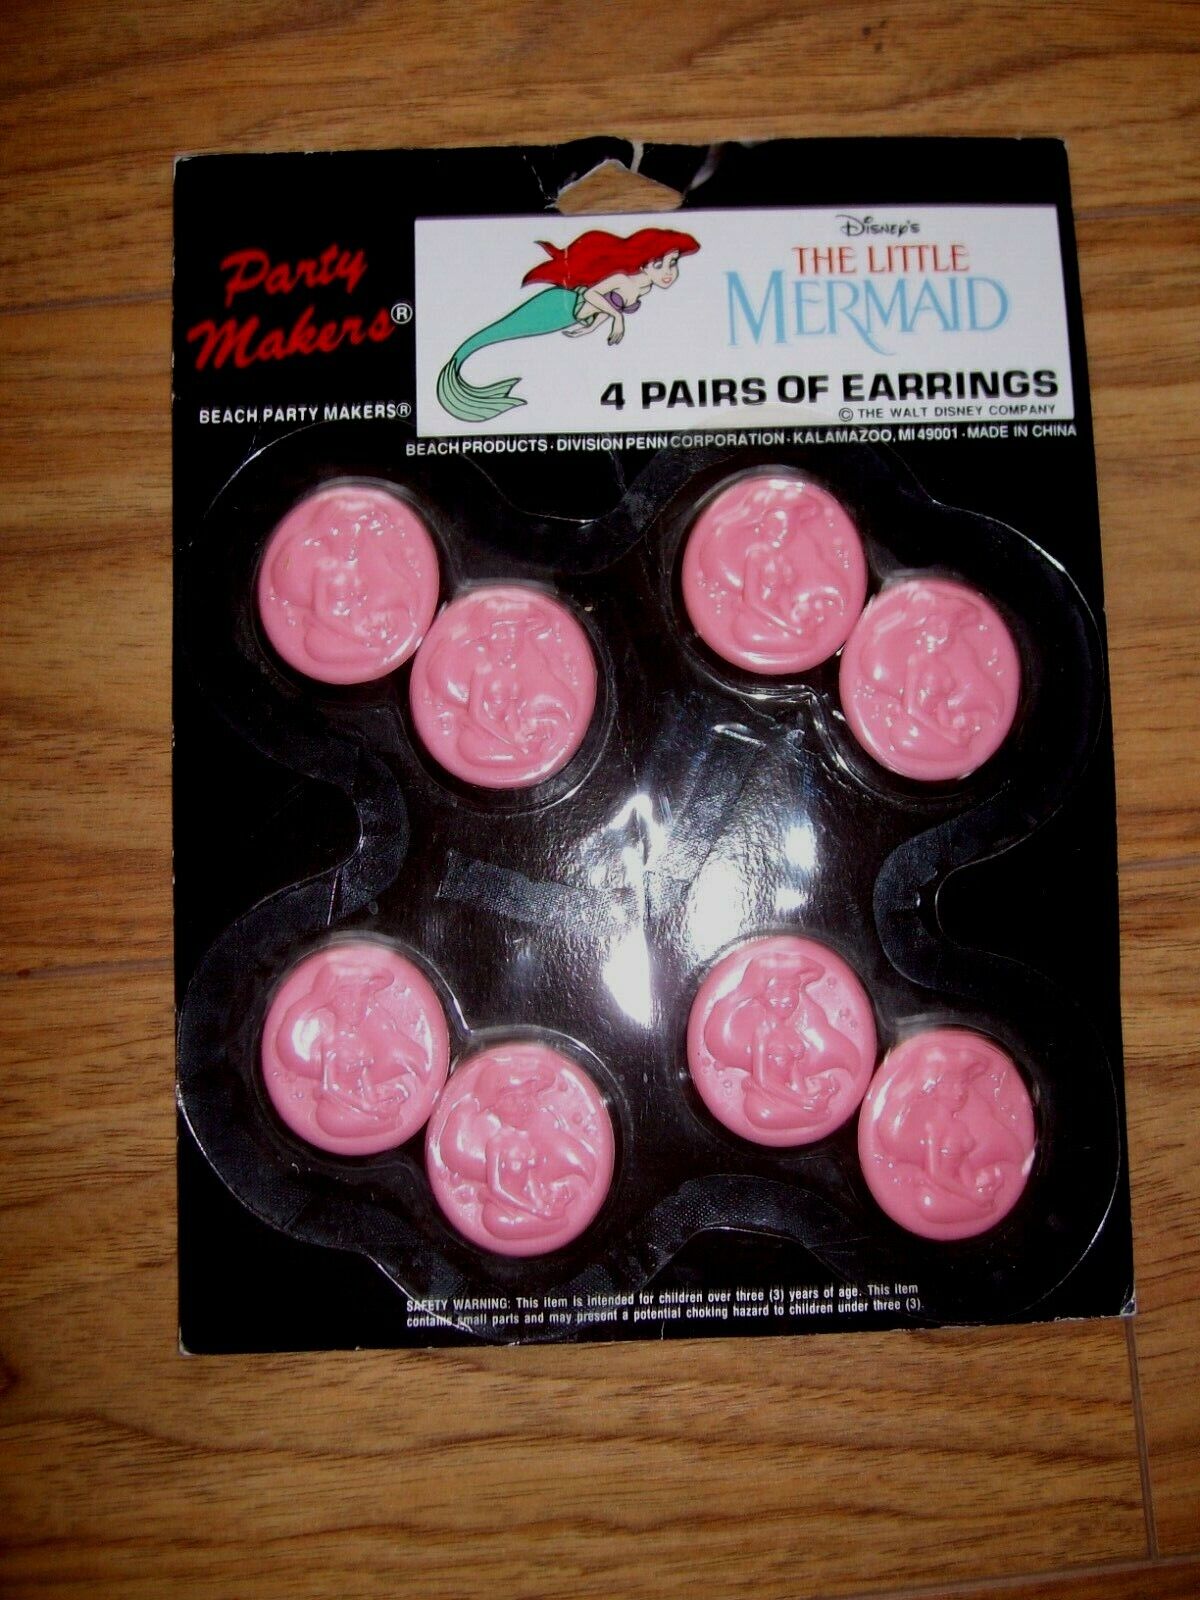 Party
Makers®
BEACH PARTY MAKERS®
Disney's
THE LITTLE
MERMAID
4 PAIRS OF EARRINGS
© THE WALT DISNEY COMPANY
BEACH PRODUCTS · DIVISION PENN CORPORATION · KALAMAZOO, MI 49001 · MADE IN CHINA
SAFETY WARNING: This item is intended for children over three (3) years of age. This item
contains small parts and may present a potential choking hazard to children under three (3).